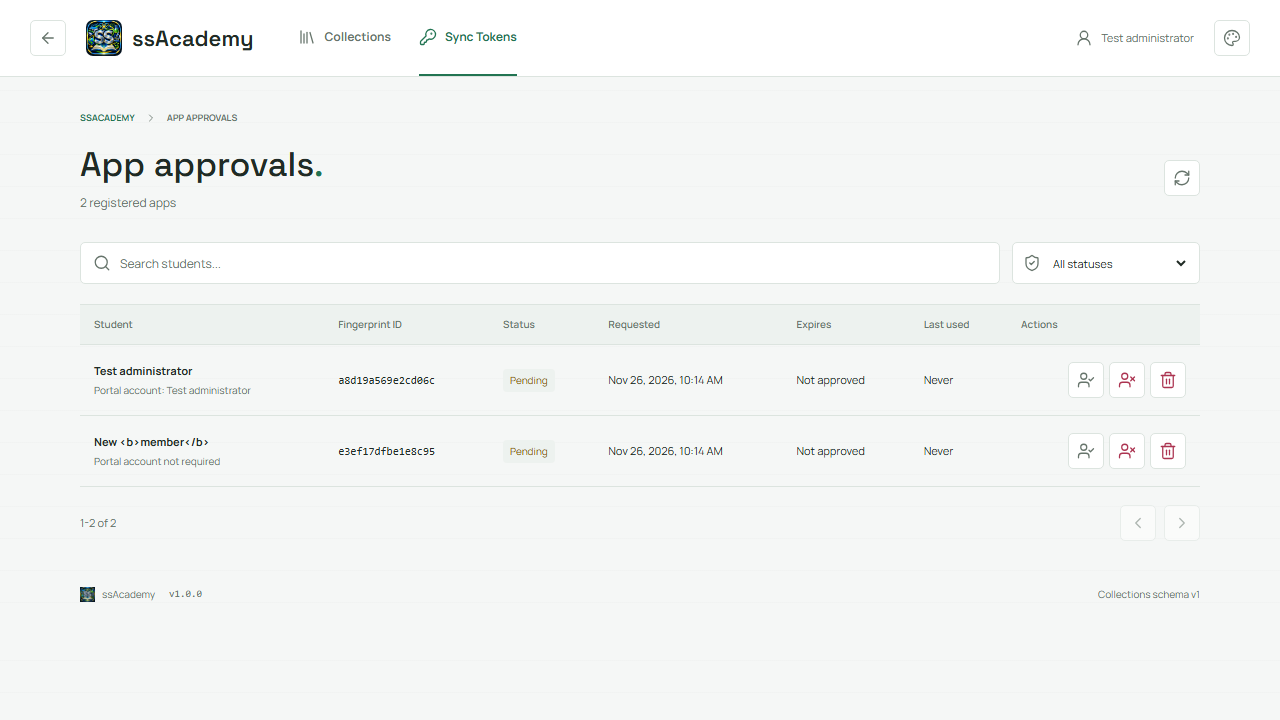 ssAcademy
Collections
Sync Tokens
Test administrator
SSACADEMY
APP APPROVALS
App approvals.
2 registered apps
Search students...
All statuses
Student Fingerprint ID Status Requested Expires Last used Actions
Test administrator
Portal account: Test administrator
a8d19a569e2cd06c Pending Nov 26, 2026, 10:14 AM Not approved Never
New <b>member</b>
Portal account not required
e3ef17dfbe1e8c95 Pending Nov 26, 2026, 10:14 AM Not approved Never
1-2 of 2
ssAcademy v1.0.0
Collections schema v1